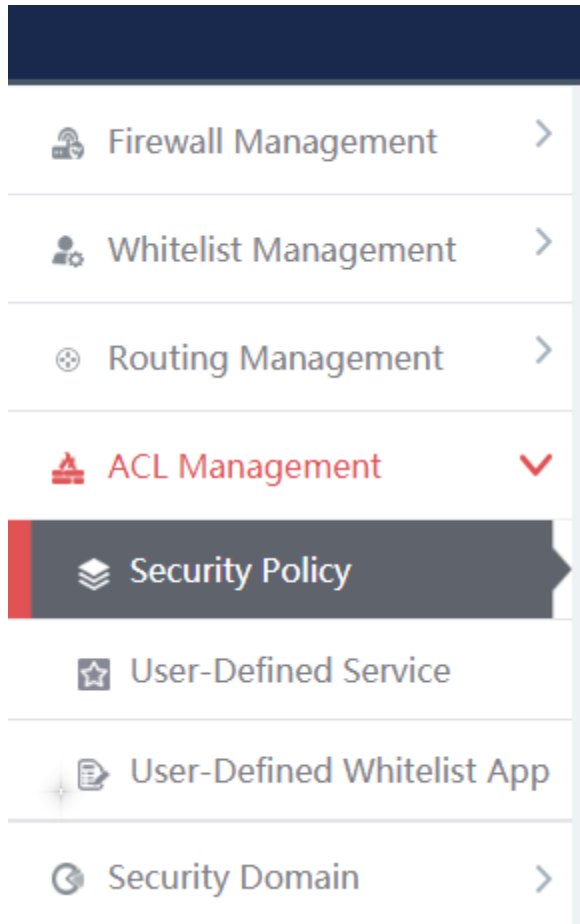 Firewall Management
Whitelist Management
Routing Management
ACL Management
Security Policy
User-Defined Service
User-Defined Whitelist App
Security Domain